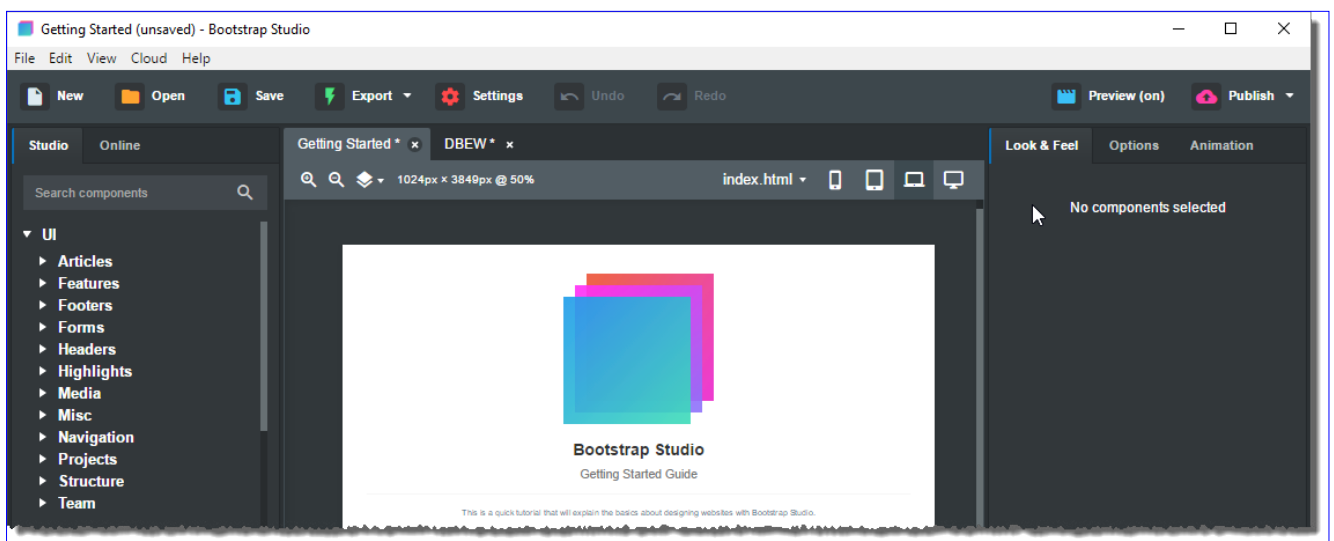 Getting Started (unsaved) - Bootstrap Studio
File Edit View Cloud Help
New Open Save Export Settings Undo Redo Preview (on) Publish
Studio Online
Getting Started * DBEW *
Look & Feel Options Animation
Search components
1024px × 3849px @ 50% index.html
No components selected
UI
Articles
Features
Footers
Forms
Headers
Highlights
Media
Misc
Navigation
Projects
Structure
Team
Bootstrap Studio
Getting Started Guide
This is a quick tutorial that will explain the basics about designing websites with Bootstrap Studio.